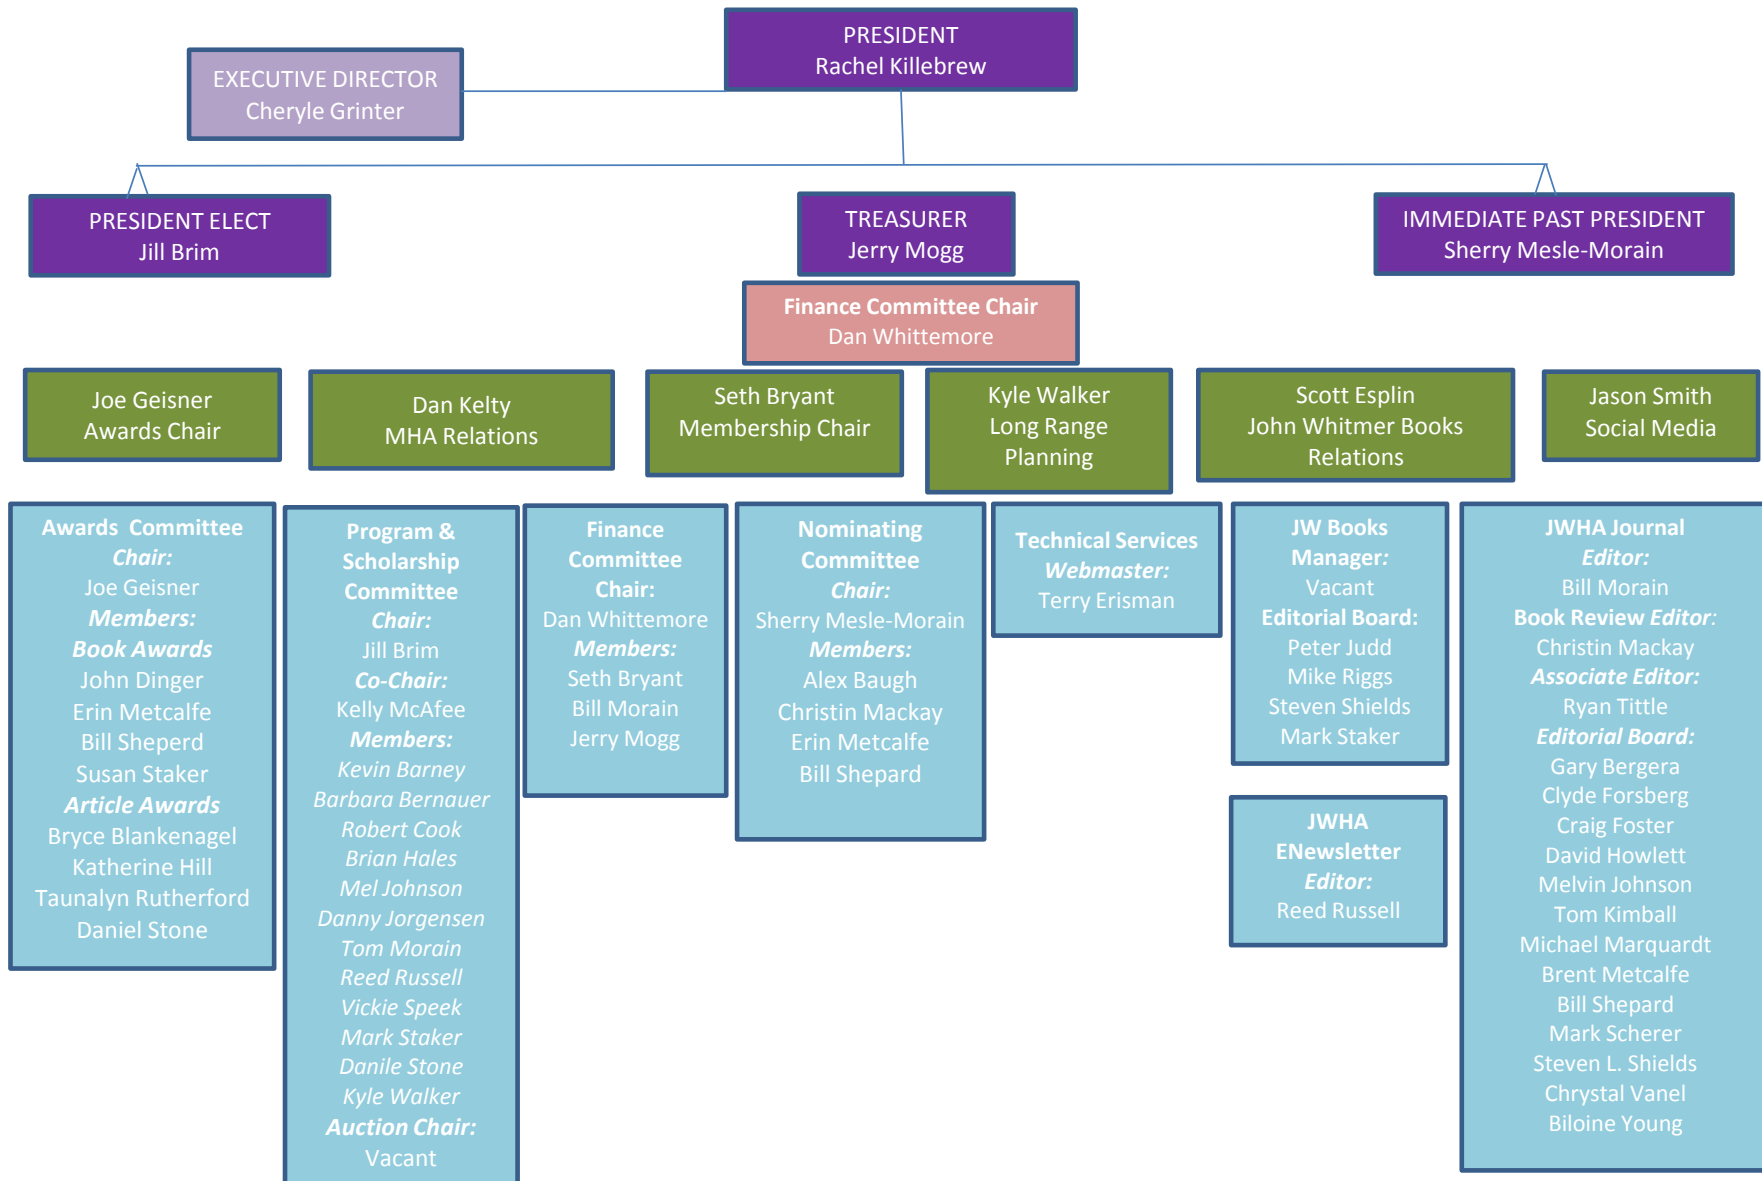 PRESIDENT
Rachel Killebrew
EXECUTIVE DIRECTOR
Cheryle Grinter
PRESIDENT ELECT
Jill Brim
TREASURER
Jerry Mogg
IMMEDIATE PAST PRESIDENT
Sherry Mesle-Morain
Finance Committee Chair
Dan Whittemore
Joe Geisner
Awards Chair
Dan Kelty
MHA Relations
Seth Bryant
Membership Chair
Kyle Walker
Long Range
Planning
Scott Esplin
John Whitmer Books
Relations
Jason Smith
Social Media
Awards  Committee
Chair:
Joe Geisner
Members:
Book Awards
John Dinger
Erin Metcalfe
Bill Sheperd
Susan Staker
Article Awards
Bryce Blankenagel
Katherine Hill
Taunalyn Rutherford
Daniel Stone
Program &
Scholarship
Committee
Chair:
Jill Brim
Co-Chair:
Kelly McAfee
Members:
Kevin Barney
Barbara Bernauer
Robert Cook
Brian Hales
Mel Johnson
Danny Jorgensen
Tom Morain
Reed Russell
Vickie Speek
Mark Staker
Danile Stone
Kyle Walker
Auction Chair:
Vacant
Finance
Committee
Chair:
Dan Whittemore
Members:
Seth Bryant
Bill Morain
Jerry Mogg
Nominating
Committee
Chair:
Sherry Mesle-Morain
Members:
Alex Baugh
Christin Mackay
Erin Metcalfe
Bill Shepard
Technical Services
Webmaster:
Terry Erisman
JW Books
Manager:
Vacant
Editorial Board:
Peter Judd
Mike Riggs
Steven Shields
Mark Staker
JWHA
ENewsletter
Editor:
Reed Russell
JWHA Journal
Editor:
Bill Morain
Book Review Editor:
Christin Mackay
Associate Editor:
Ryan Tittle
Editorial Board:
Gary Bergera
Clyde Forsberg
Craig Foster
David Howlett
Melvin Johnson
Tom Kimball
Michael Marquardt
Brent Metcalfe
Bill Shepard
Mark Scherer
Steven L. Shields
Chrystal Vanel
Biloine Young